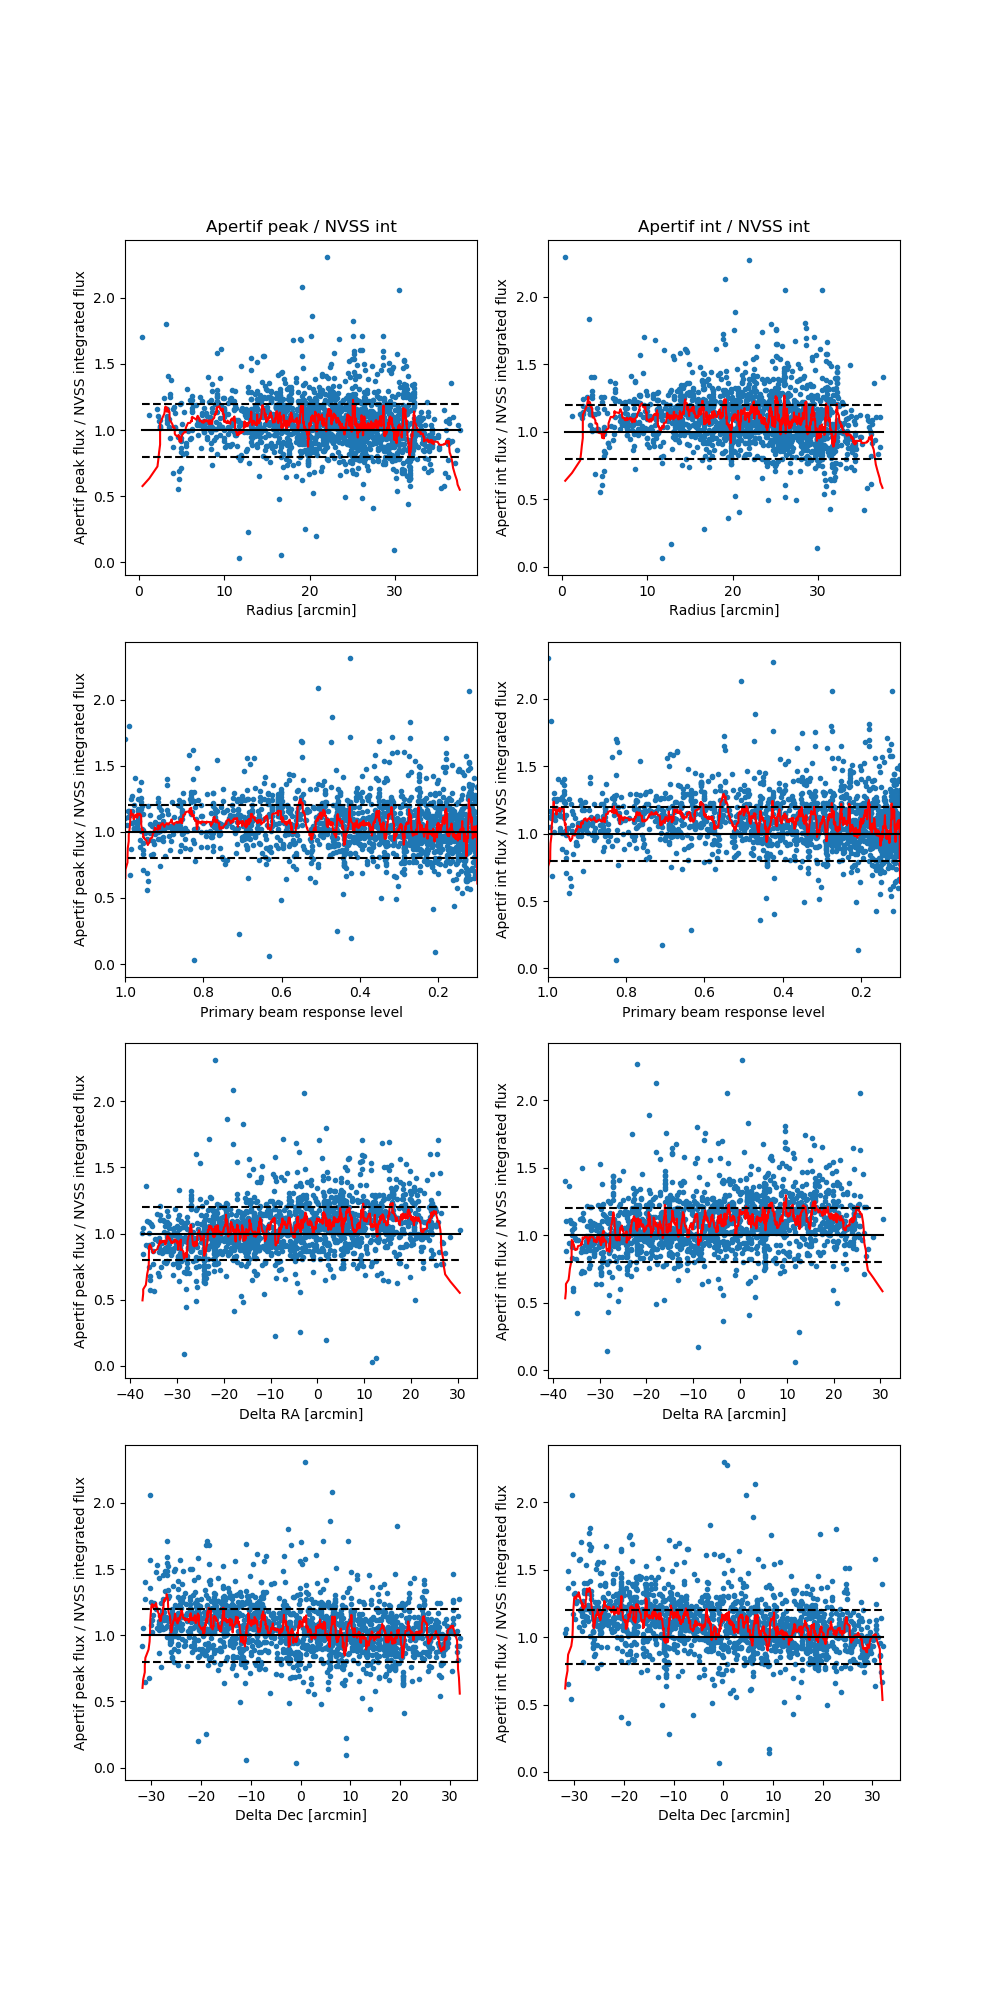 Apertif peak / NVSS int
Apertif int / NVSS int
Apertif peak flux / NVSS integrated flux
2.0
1.5
1.0
0.5
0.0
0 10 20 30
Radius [arcmin]
Apertif int flux / NVSS integrated flux
2.0
1.5
1.0
0.5
0.0
0 10 20 30
Radius [arcmin]
Apertif peak flux / NVSS integrated flux
2.0
1.5
1.0
0.5
0.0
1.0 0.8 0.6 0.4 0.2
Primary beam response level
Apertif int flux / NVSS integrated flux
2.0
1.5
1.0
0.5
0.0
1.0 0.8 0.6 0.4 0.2
Primary beam response level
Apertif peak flux / NVSS integrated flux
2.0
1.5
1.0
0.5
0.0
−40 −30 −20 −10 0 10 20 30
Delta RA [arcmin]
Apertif int flux / NVSS integrated flux
2.0
1.5
1.0
0.5
0.0
−40 −30 −20 −10 0 10 20 30
Delta RA [arcmin]
Apertif peak flux / NVSS integrated flux
2.0
1.5
1.0
0.5
0.0
−30 −20 −10 0 10 20 30
Delta Dec [arcmin]
Apertif int flux / NVSS integrated flux
2.0
1.5
1.0
0.5
0.0
−30 −20 −10 0 10 20 30
Delta Dec [arcmin]